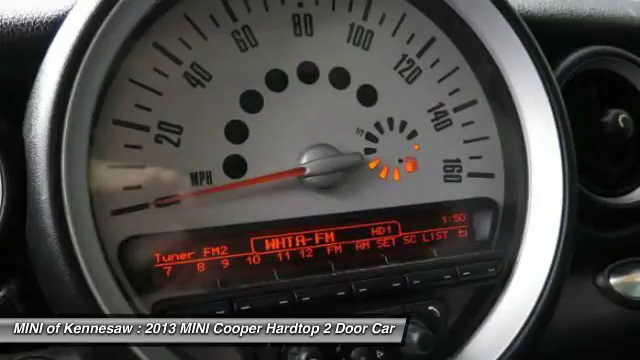 20
40
60
80
100
120
140
160
MPH
1:50
WHTA-FM HD1
Tuner FM2
7 8 9 10 11 12 FM AM SET SC LIST
MINI of Kennesaw : 2013 MINI Cooper Hardtop 2 Door Car